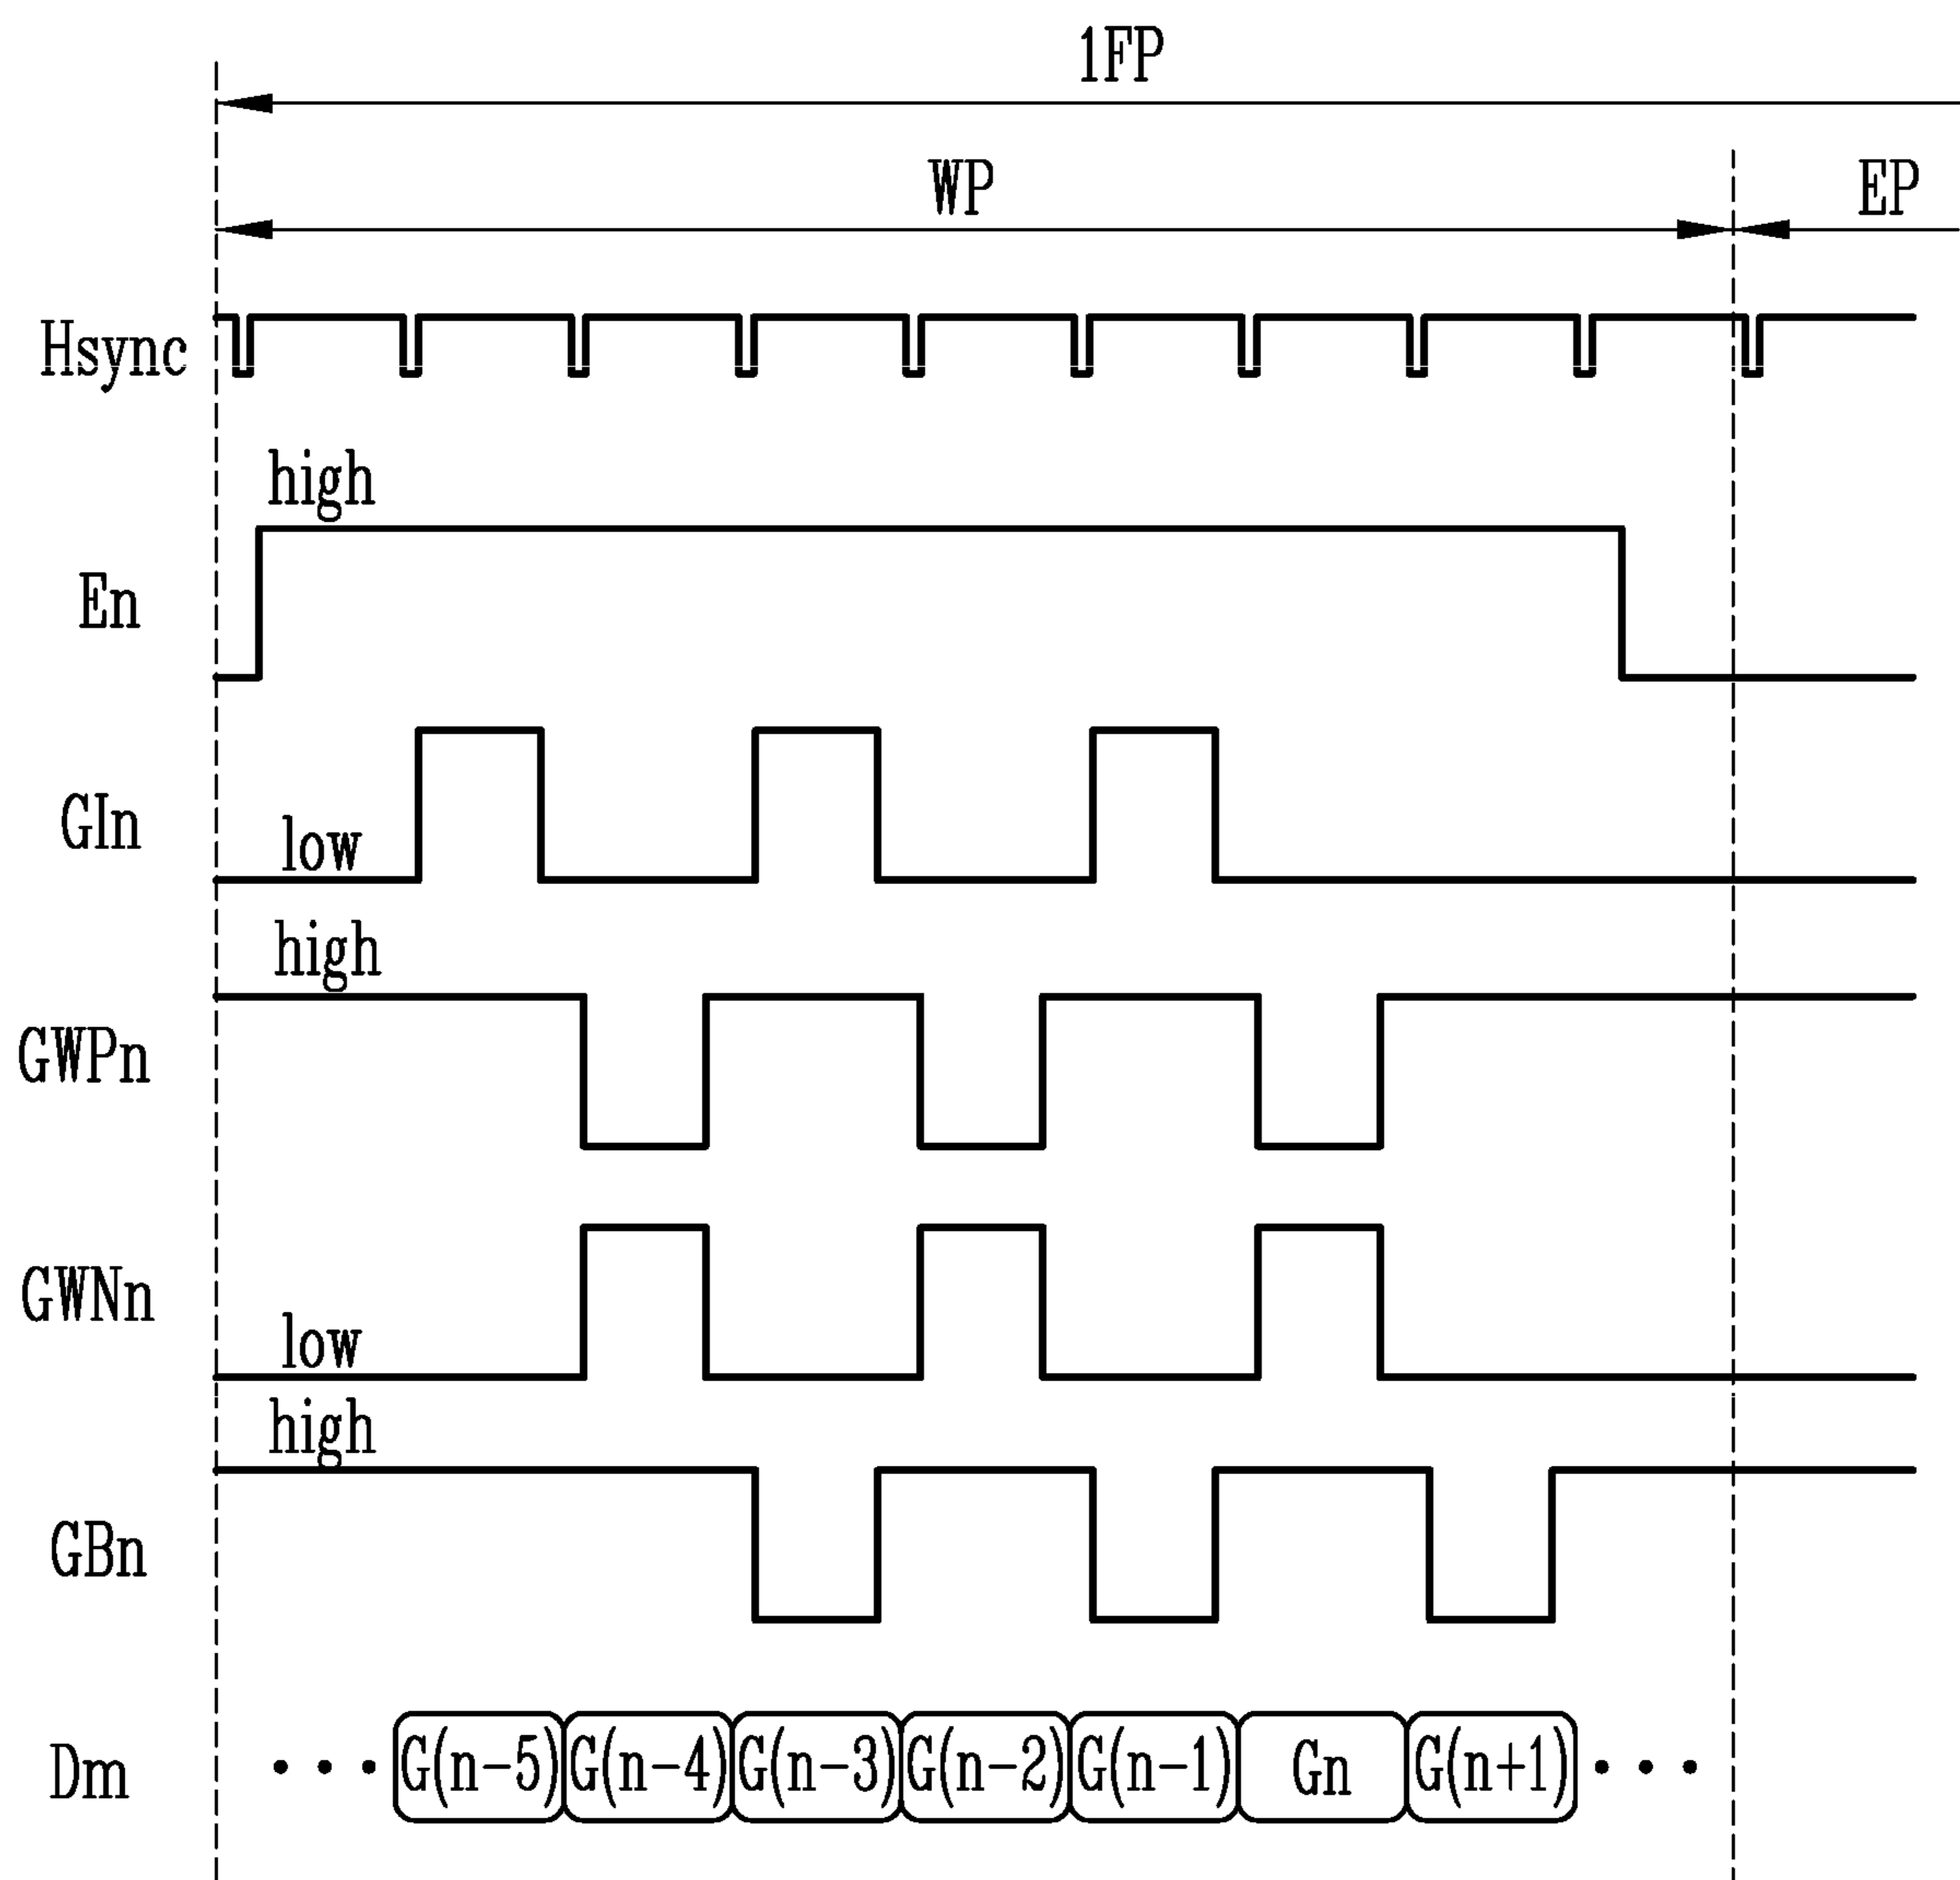 1FP
WP EP
Hsync
high
En
GIn
low
high
GWPn
GWNn
low
high
GBn
Dm ••• G(n-5) G(n-4) G(n-3) G(n-2) G(n-1) Gn G(n+1) •••